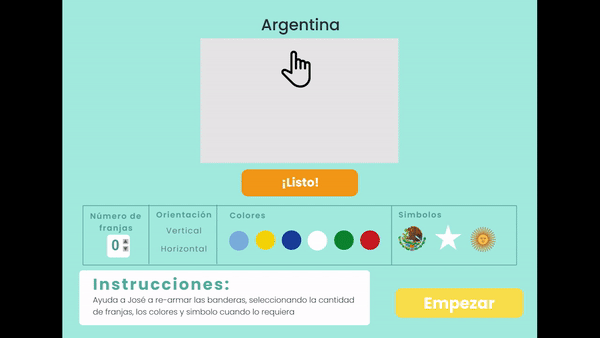 Argentina
¡Listo!
Número de
franjas
0
Orientación
Vertical
Horizontal
Colores
Simbolos
Instrucciones:
Ayuda a José a re-armar las banderas, seleccionando la cantidad
de franjas, los colores y simbolo cuando lo requiera
Empezar